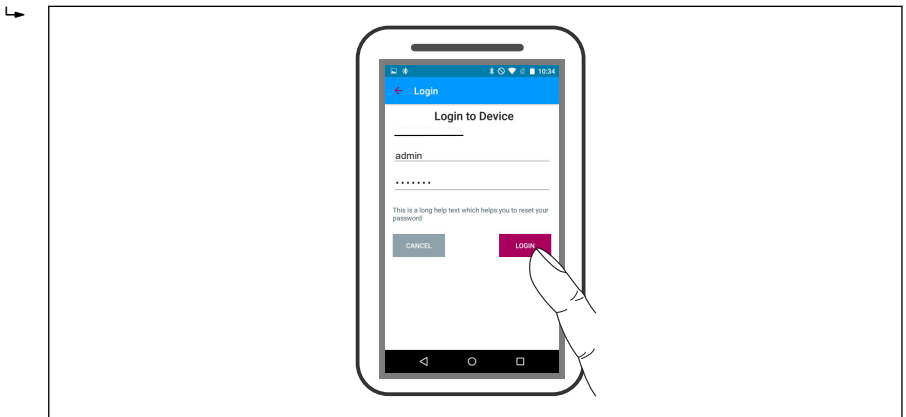 10:34
Login
Login to Device
admin
•••••••
This is a long help text which helps you to reset your
password
CANCEL
LOGIN